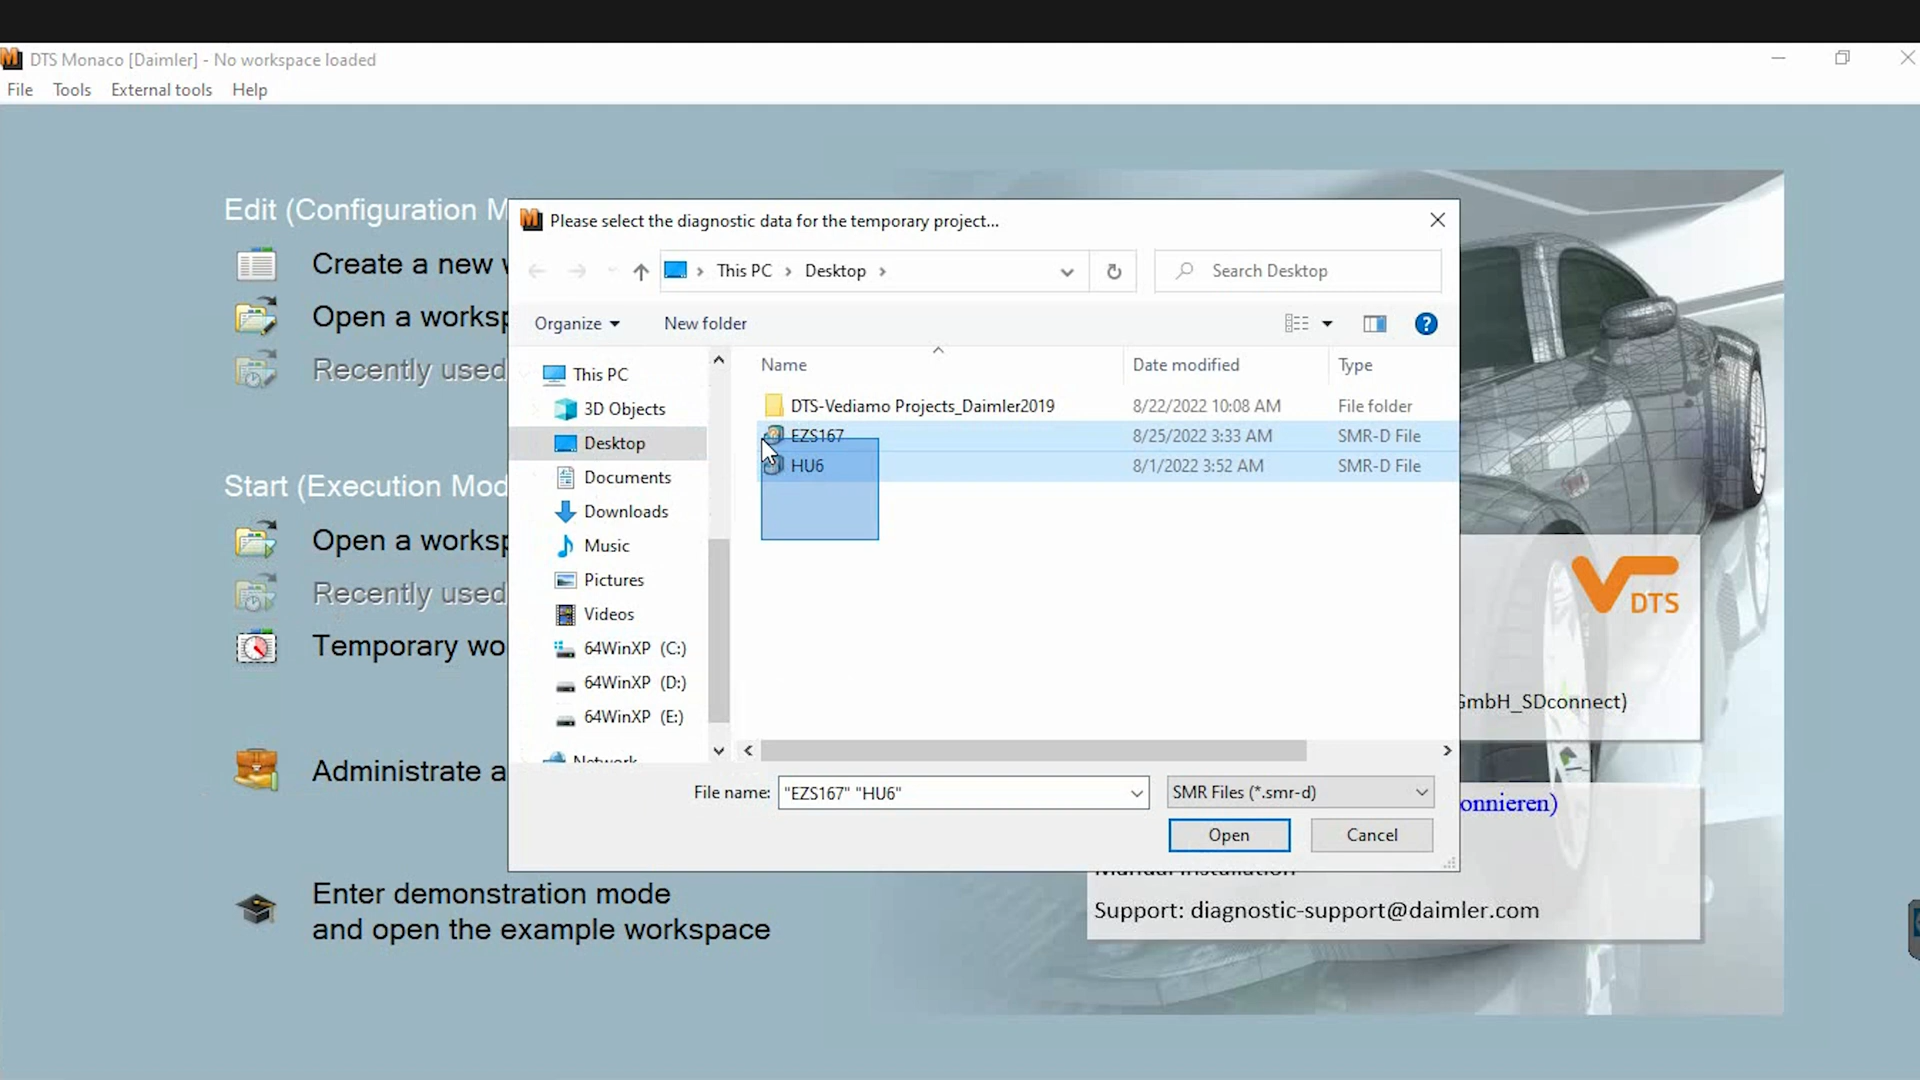 DTS Monaco [Daimler] - No workspace loaded
File Tools External tools Help
Edit (Configuration M
Create a new
Open a worksp
Recently used
Start (Execution Mod
Open a worksp
Recently used
Temporary wo
Administrate a
Enter demonstration mode
and open the example workspace
Please select the diagnostic data for the temporary project...
This PC Desktop
Search Desktop
Organize New folder
This PC
3D Objects
Desktop
Documents
Downloads
Music
Pictures
Videos
64WinXP (C:)
64WinXP (D:)
64WinXP (E:)
Network
Name Date modified Type
DTS-Vediamo Projects_Daimler2019 8/22/2022 10:08 AM File folder
EZS167 8/25/2022 3:33 AM SMR-D File
HU6 8/1/2022 3:52 AM SMR-D File
File name: "EZS167" "HU6" SMR Files (*.smr-d)
Open Cancel
DTS
GmbH_SDconnect)
onnieren)
Manual installation
Support: diagnostic-support@daimler.com